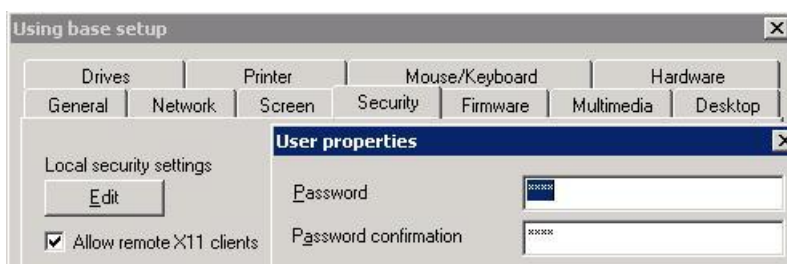 Using base setup
Drives Printer Mouse/Keyboard Hardware
General Network Screen Security Firmware Multimedia Desktop
User properties
Local security settings
Edit
Password ****
Allow remote X11 clients
Password confirmation ****